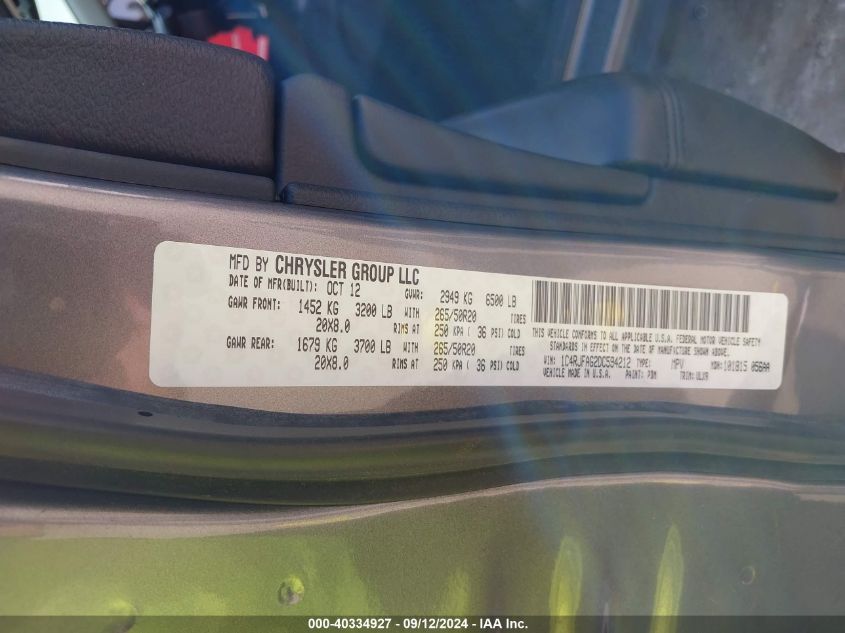 MFD BY CHRYSLER GROUP LLC
DATE OF MFR(BUILT): OCT 12 GVWR: 2949 KG 6500 LB
GAWR FRONT: 1452 KG 3200 LB WITH 265/50R20 TIRES
20X8.0 RIMS AT 250 KPA ( 36 PSI) COLD
GAWR REAR: 1679 KG 3700 LB WITH 265/50R20 TIRES
20X8.0 RIMS AT 250 KPA ( 36 PSI) COLD
THIS VEHICLE CONFORMS TO ALL APPLICABLE U.S.A. FEDERAL MOTOR VEHICLE SAFETY
STANDARDS IN EFFECT ON THE DATE OF MANUFACTURE SHOWN ABOVE.
VIN: 1C4RJFAG2DC594212 TYPE: MPV MDH:101815 056AA
VEHICLE MADE IN U.S.A. PAINT: PDM TRIM: ULVR
000-40334927 - 09/12/2024 - IAA Inc.